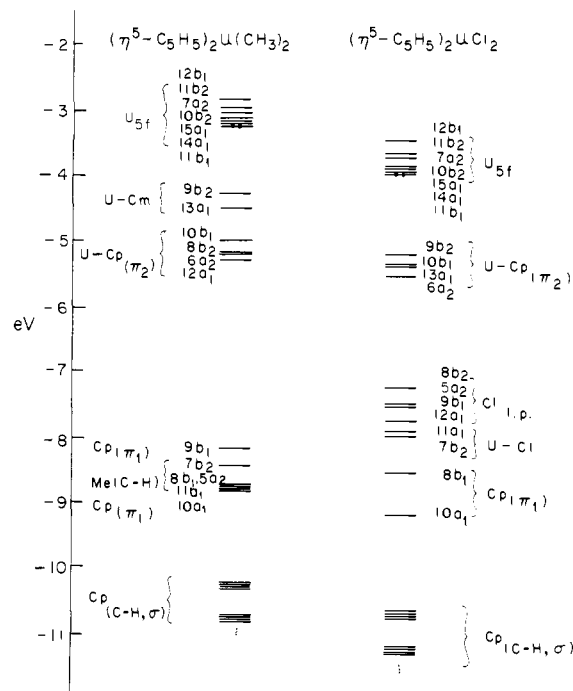 (η⁵-C₅H₅)₂U(CH₃)₂
(η⁵-C₅H₅)₂UCl₂
eV
-2
-3
-4
-5
-6
-7
-8
-9
-10
-11
12b₁
11b₂
7a₂
10b₂
15a₁
14a₁
11b₁
U₅f
9b₂
13a₁
U-Cm
10b₁
8b₂
6a₂
12a₁
U-Cp(π₂)
Cp(π₁) 9b₁
7b₂
Me(C-H) 8b₁,5a₂
11a₁
Cp(π₁) 10a₁
Cp(C-H,σ)
12b₁
11b₂
7a₂
10b₂
15a₁
14a₁
11b₁
U₅f
9b₂
10b₁
13a₁
6a₂
U-Cp(π₂)
8b₂
5a₂
9b₁
12a₁
Cl l.p.
11a₁
7b₂
U-Cl
8b₁
10a₁
Cp(π₁)
Cp(C-H,σ)